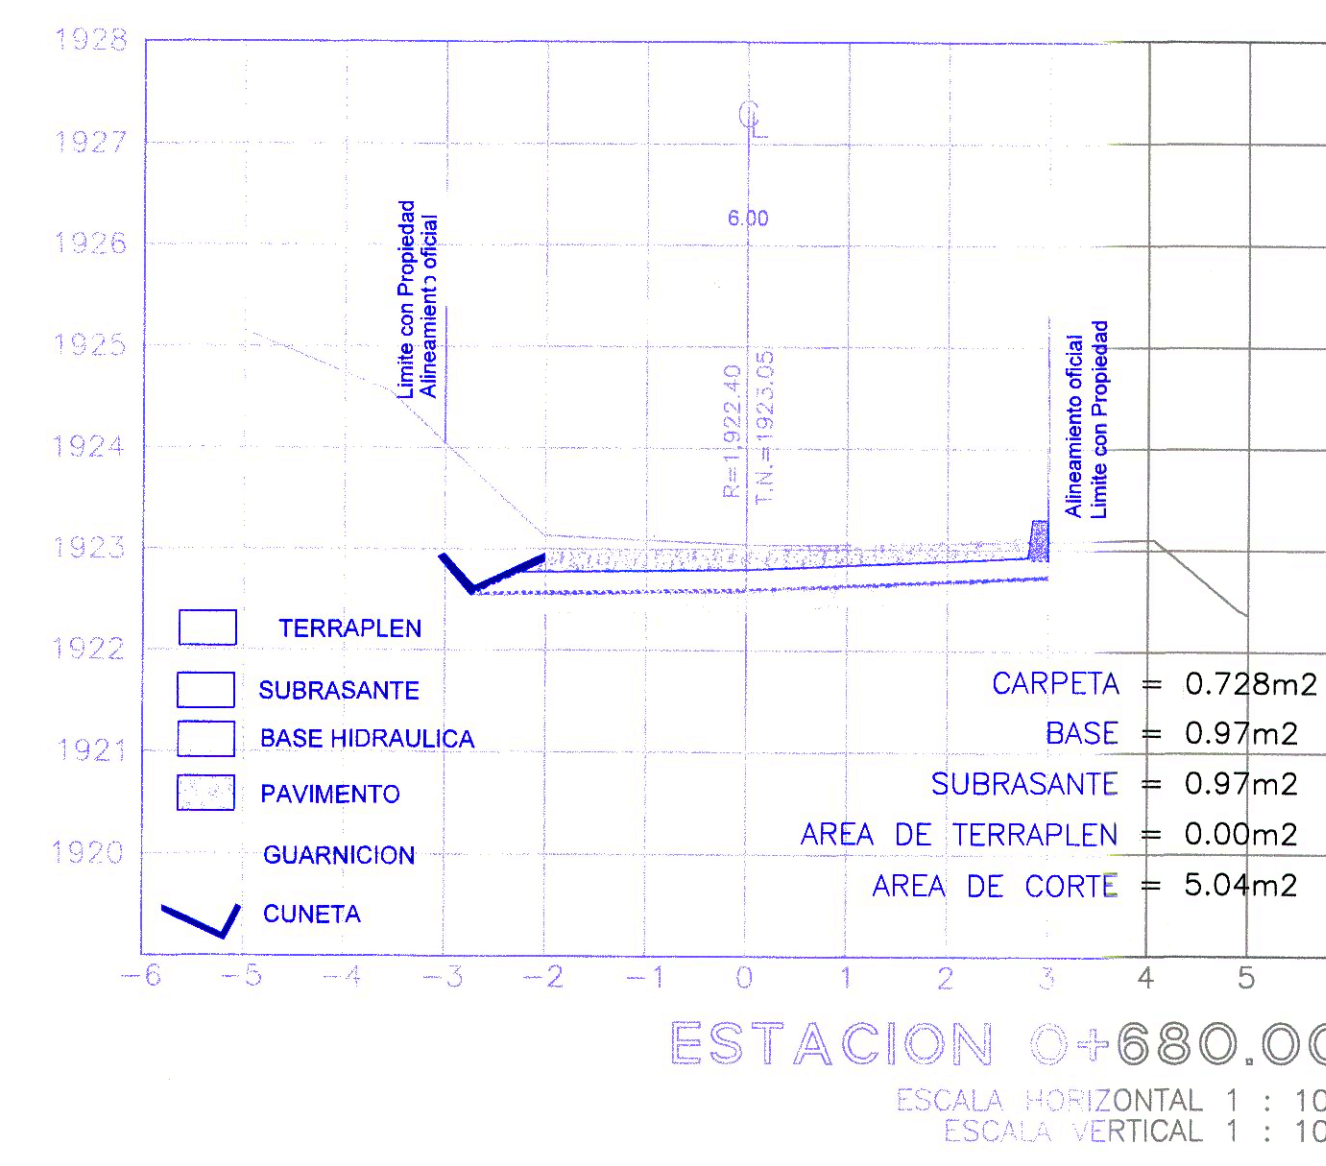 1928
1927
1926
1925
1924
1923
1922
1921
1920
CL
6.00
Limite con Propiedad
Alineamiento oficial
R=1,922.40
T.N.=1923.05
Alineamiento oficial
Limite con Propiedad
TERRAPLEN
SUBRASANTE
BASE HIDRAULICA
PAVIMENTO
GUARNICION
CUNETA
CARPETA = 0.728m2
BASE = 0.97m2
SUBRASANTE = 0.97m2
AREA DE TERRAPLEN = 0.00m2
AREA DE CORTE = 5.04m2
-6 -5 -4 -3 -2 -1 0 1 2 3 4 5
ESTACION 0+680.00
ESCALA HORIZONTAL 1 : 10
ESCALA VERTICAL 1 : 10